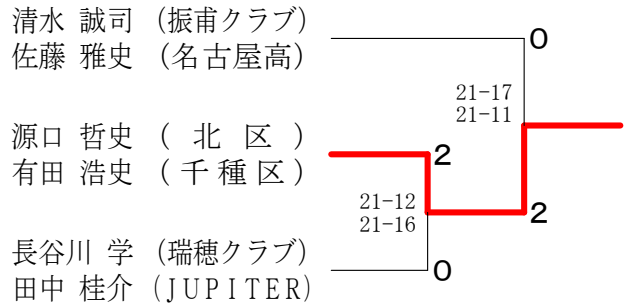 清水 誠司 (振甫クラブ)
佐藤 雅史 (名古屋高)
0
21-17
21-11
源口 哲史 ( 北 区 )
有田 浩史 ( 千 種 区 )
2
21-12
21-16
2
長谷川 学 (瑞穂クラブ)
田中 桂介 (JUPITER)
0